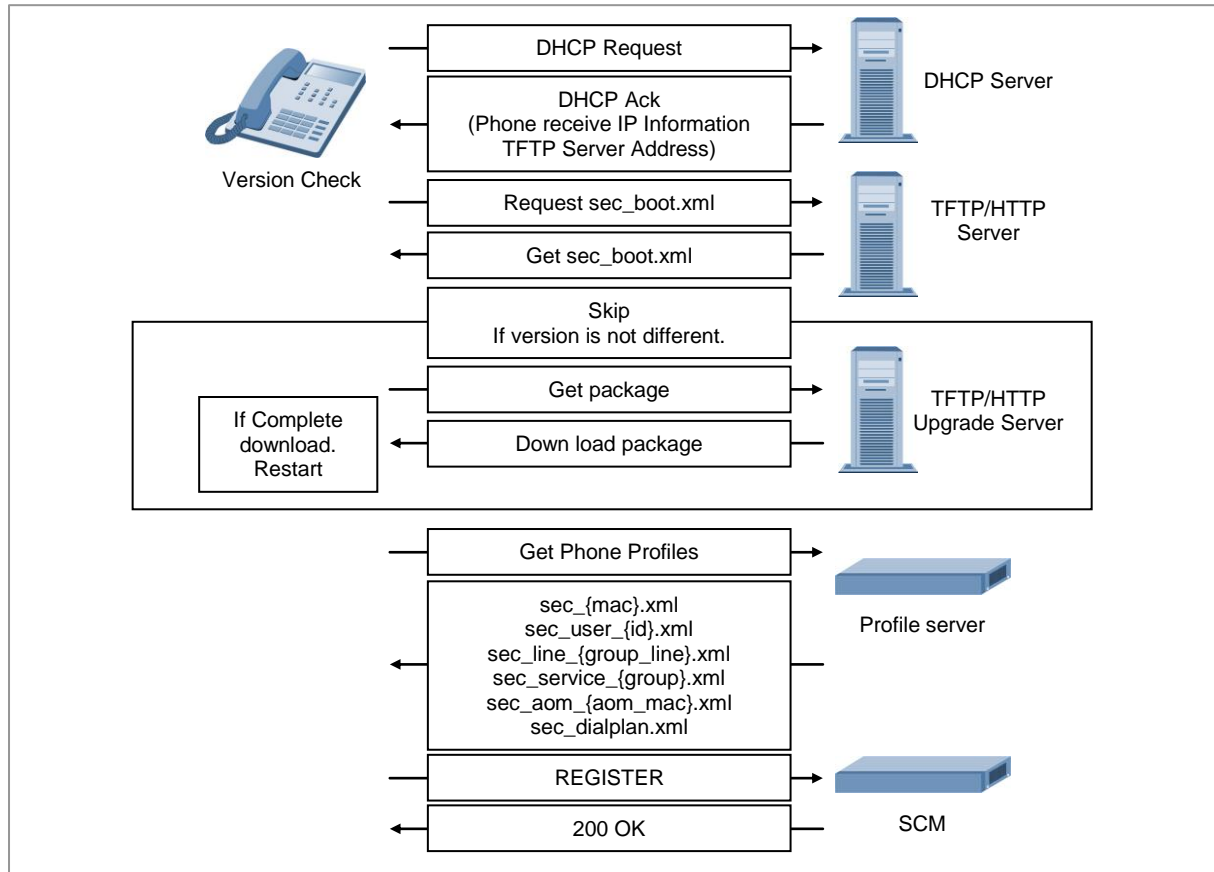 DHCP Request
DHCP Server
DHCP Ack
(Phone receive IP Information
TFTP Server Address)
Version Check
Request sec_boot.xml
TFTP/HTTP
Server
Get sec_boot.xml
Skip
If version is not different.
Get package
TFTP/HTTP
Upgrade Server
If Complete
download.
Restart
Down load package
Get Phone Profiles
Profile server
sec_{mac}.xml
sec_user_{id}.xml
sec_line_{group_line}.xml
sec_service_{group}.xml
sec_aom_{aom_mac}.xml
sec_dialplan.xml
REGISTER
SCM
200 OK